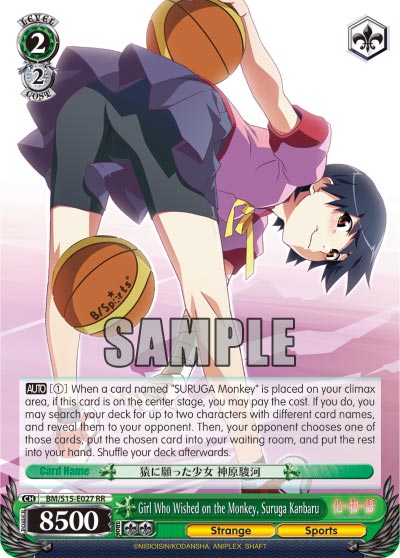 LEVEL
2
2
COST
B/Sports
SAMPLE
AUTO [①] When a card named "SURUGA Monkey" is placed on your climax
area, if this card is on the center stage, you may pay the cost. If you do, you
may search your deck for up to two characters with different card names,
and reveal them to your opponent. Then, your opponent chooses one of
those cards, put the chosen card into your waiting room, and put the rest
into your hand. Shuffle your deck afterwards.
Card Name 猿に願った少女 神原駿河
CH BM/S15-E027 RR Girl Who Wished on the Monkey, Suruga Kanbaru 化物語
8500 Strange Sports
©NISIOISIN/KODANSHA, ANIPLEX, SHAFT